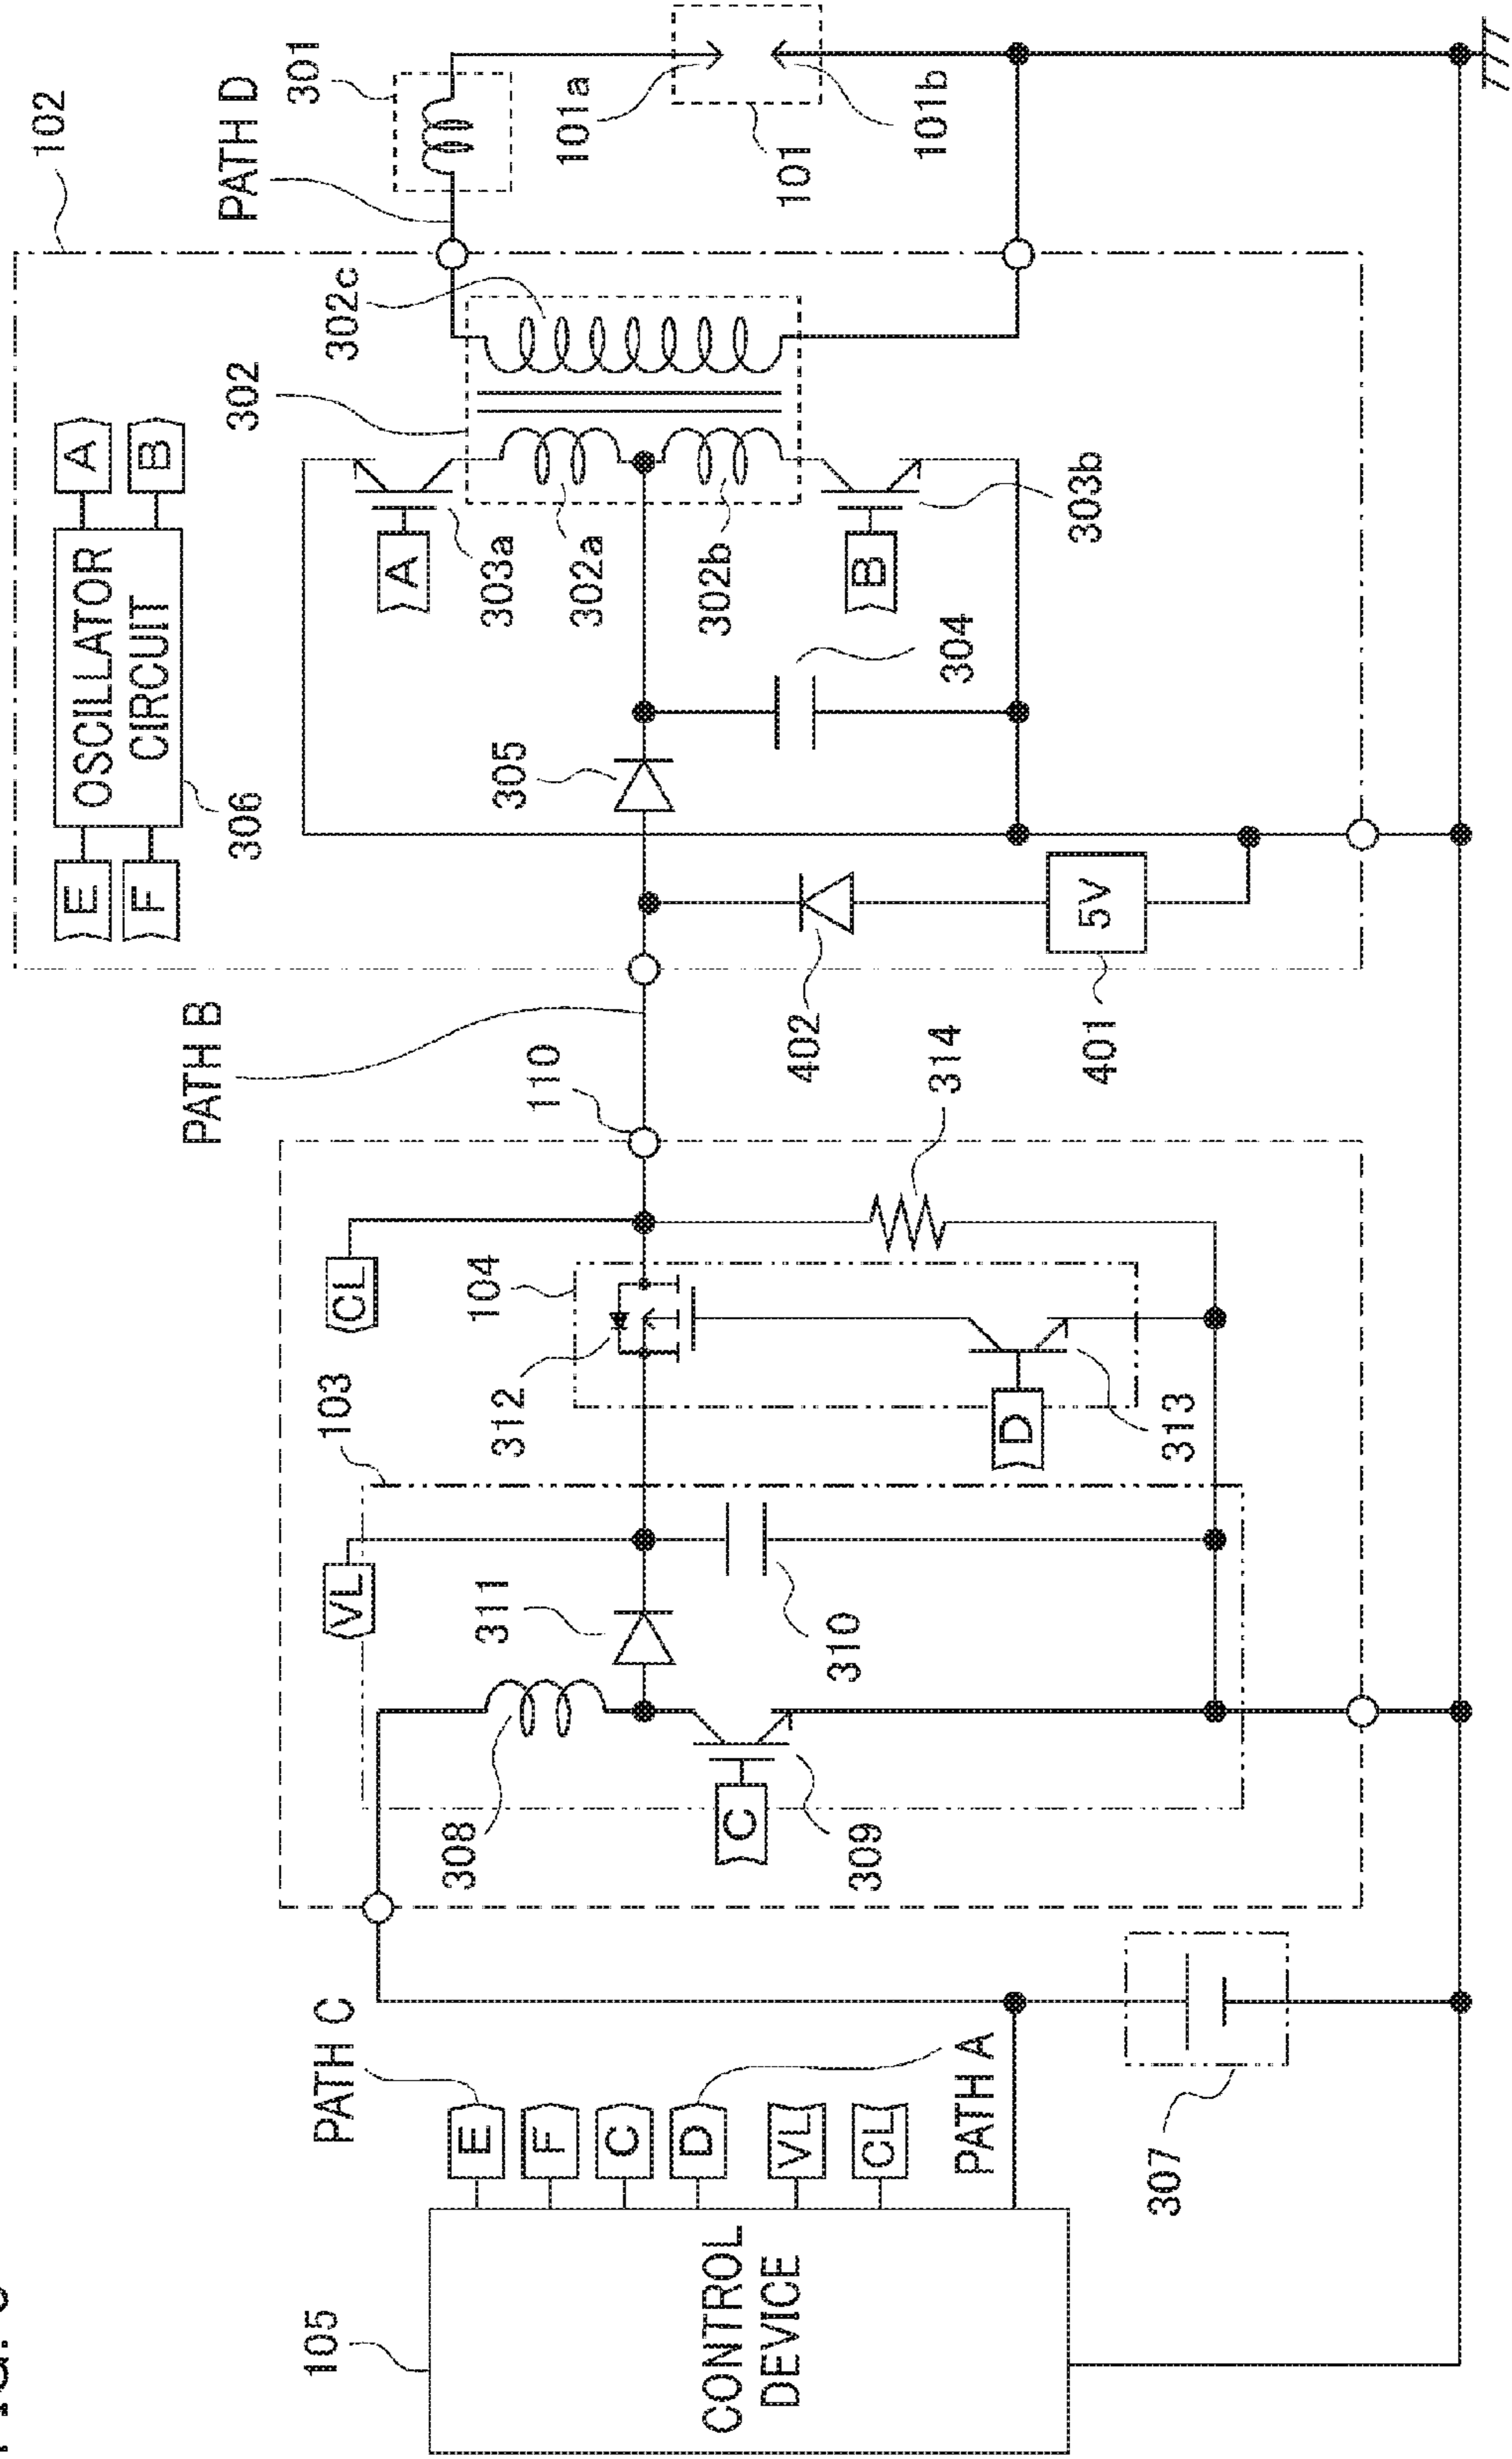 FIG.
102
OSCILLATOR
CIRCUIT
E
F
A
B
306
PATH B
PATH D
302
301
302c
105
PATH C
103
VL
CL
104
110
305
A
303a
302a
302b
308
311
312
E
F
C
D
VL
CL
CONTROL
DEVICE
C
309
310
402
B
304
303b
101a
101
101b
PATH A
D
313
314
5V
401
307